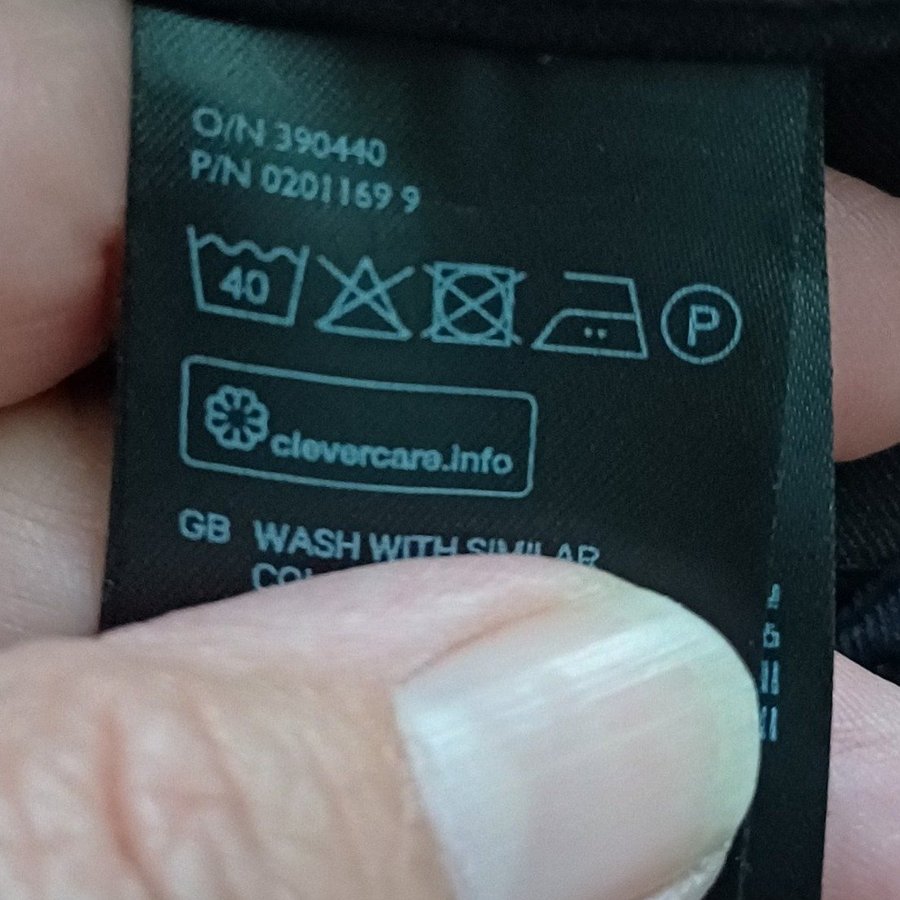 O/N 390440
P/N 0201169 9
40
P
clevercare.info
GB WASH WITH SIMILAR